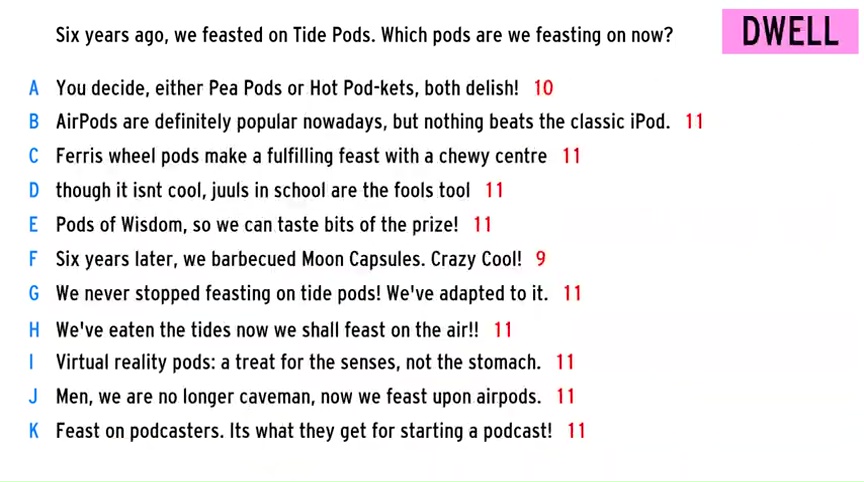 Six years ago, we feasted on Tide Pods. Which pods are we feasting on now?
DWELL
A You decide, either Pea Pods or Hot Pod-kets, both delish! 10
B AirPods are definitely popular nowadays, but nothing beats the classic iPod. 11
C Ferris wheel pods make a fulfilling feast with a chewy centre 11
D though it isnt cool, juuls in school are the fools tool 11
E Pods of Wisdom, so we can taste bits of the prize! 11
F Six years later, we barbecued Moon Capsules. Crazy Cool! 9
G We never stopped feasting on tide pods! We've adapted to it. 11
H We've eaten the tides now we shall feast on the air!! 11
I Virtual reality pods: a treat for the senses, not the stomach. 11
J Men, we are no longer caveman, now we feast upon airpods. 11
K Feast on podcasters. Its what they get for starting a podcast! 11